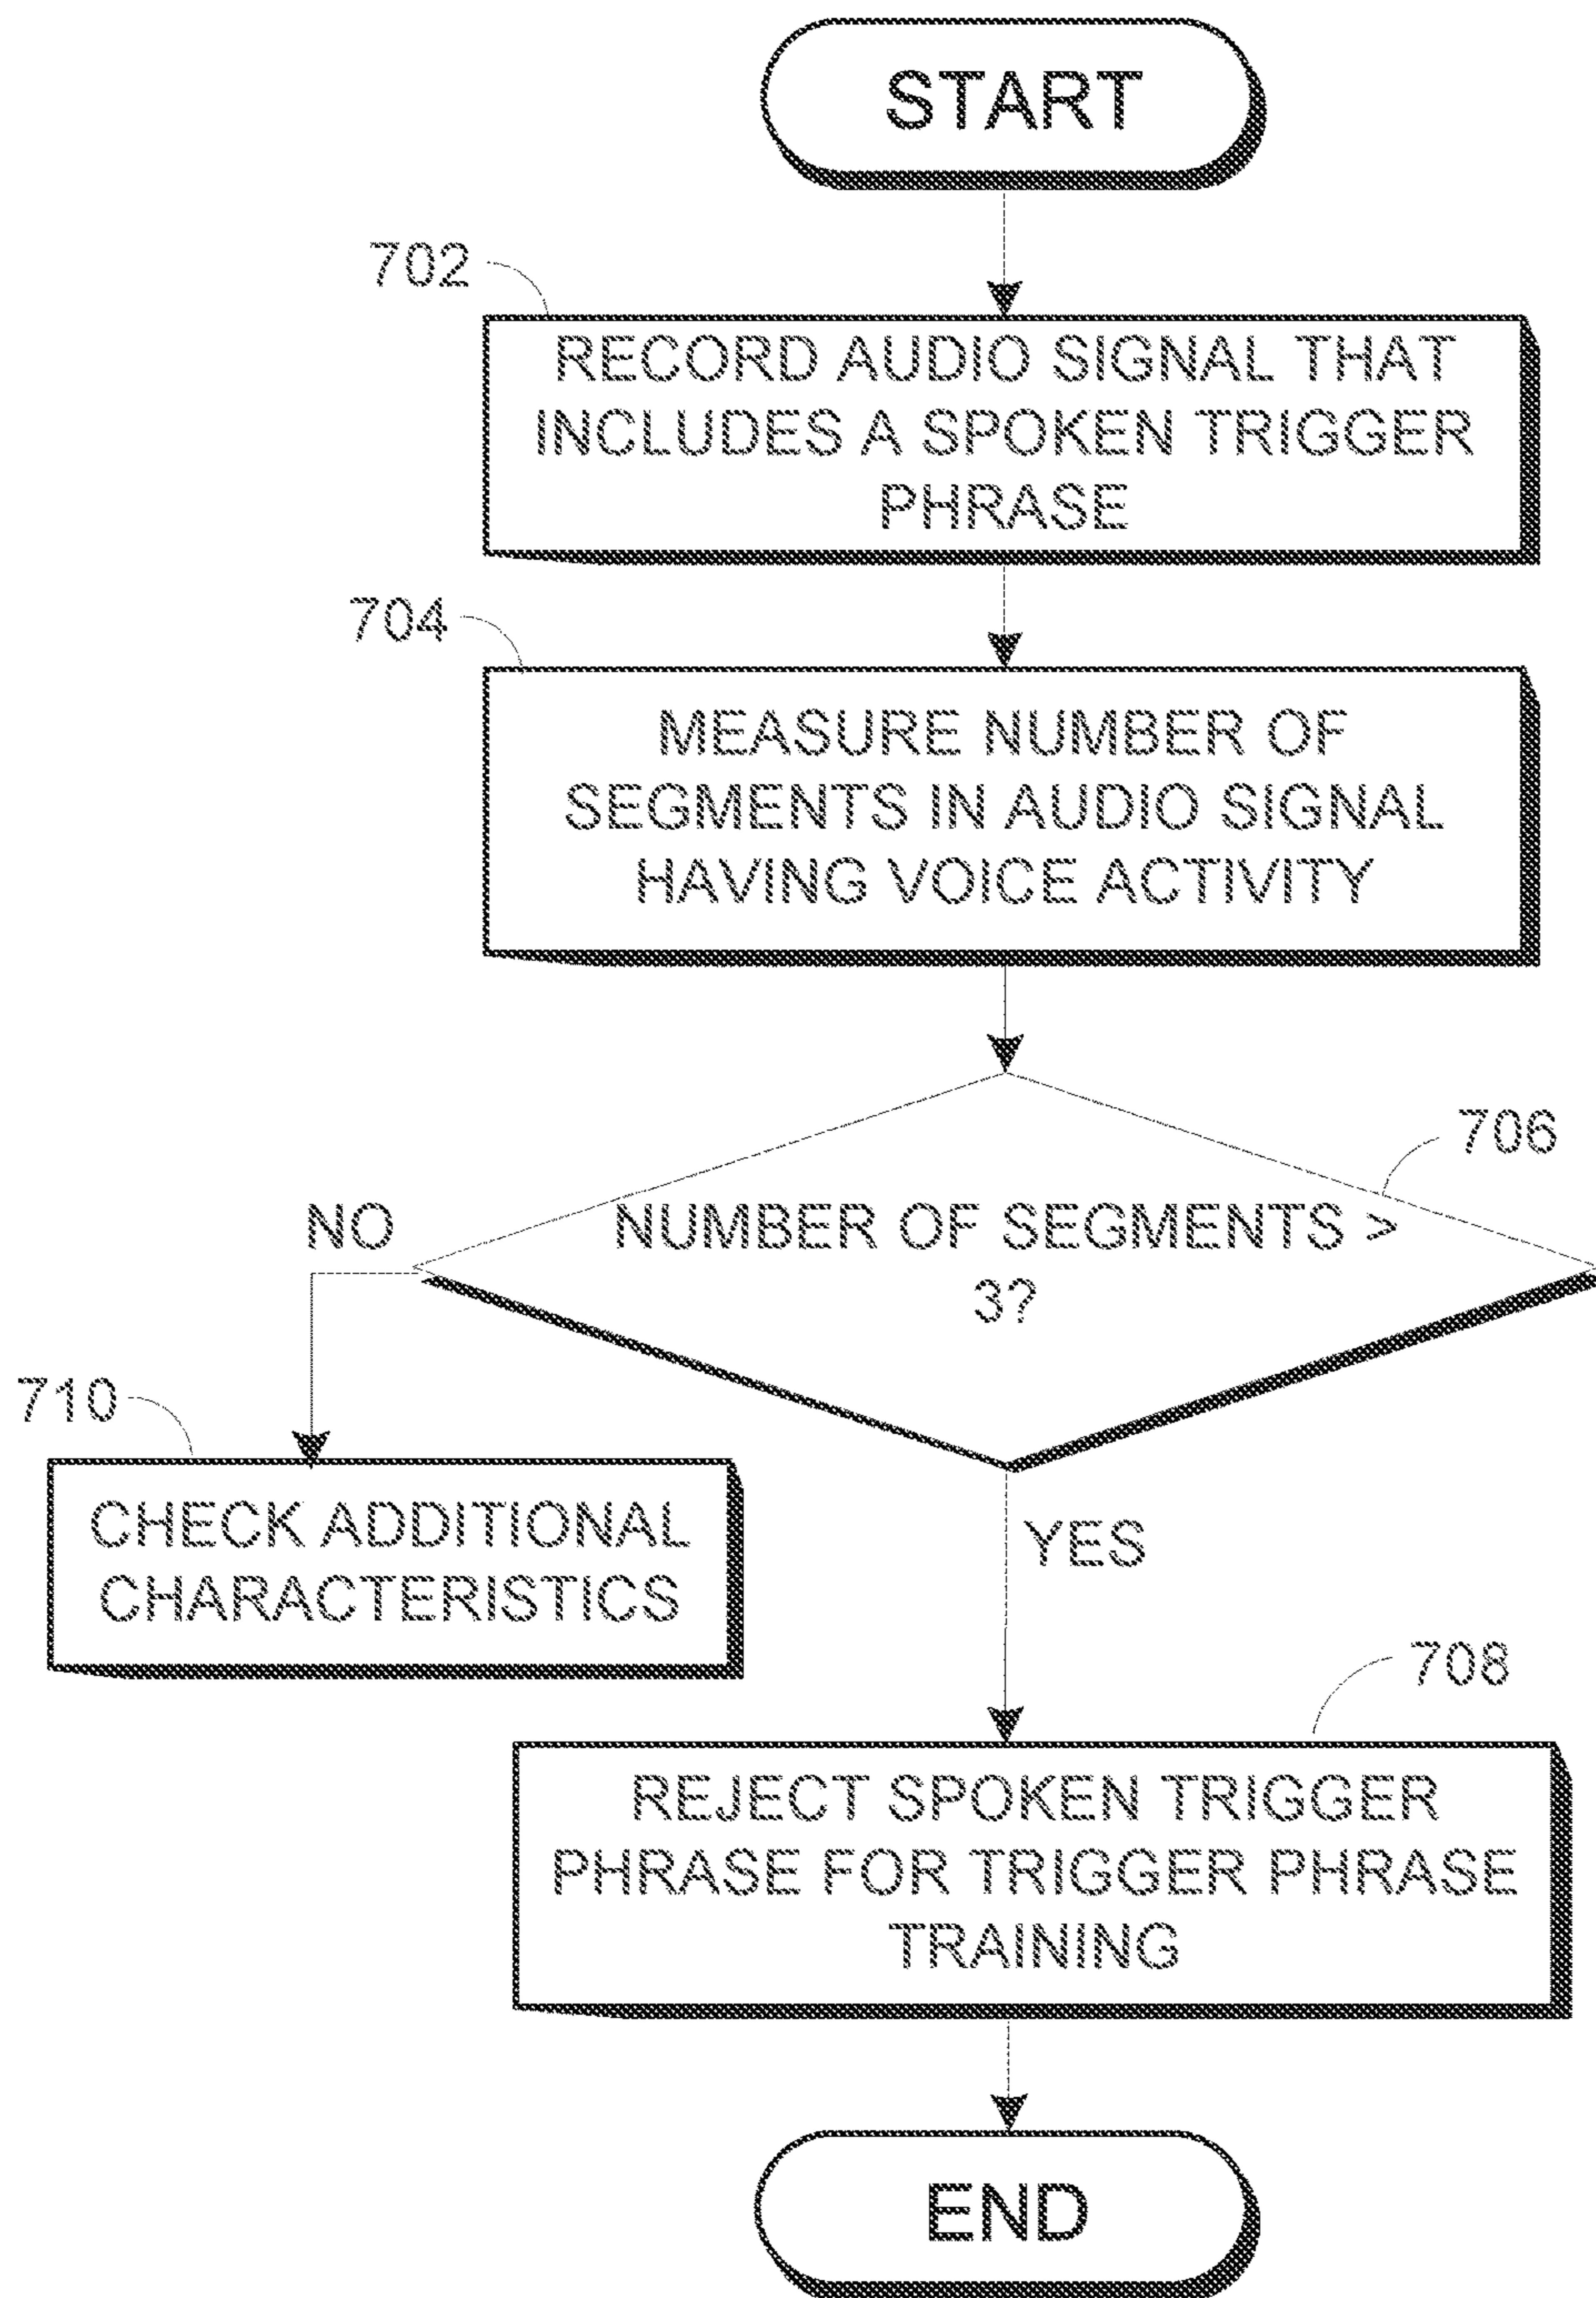 START
702
RECORD AUDIO SIGNAL THAT
INCLUDES A SPOKEN TRIGGER
PHRASE
704
MEASURE NUMBER OF
SEGMENTS IN AUDIO SIGNAL
HAVING VOICE ACTIVITY
706
NO
NUMBER OF SEGMENTS >
3?
710
CHECK ADDITIONAL
CHARACTERISTICS
YES
708
REJECT SPOKEN TRIGGER
PHRASE FOR TRIGGER PHRASE
TRAINING
END